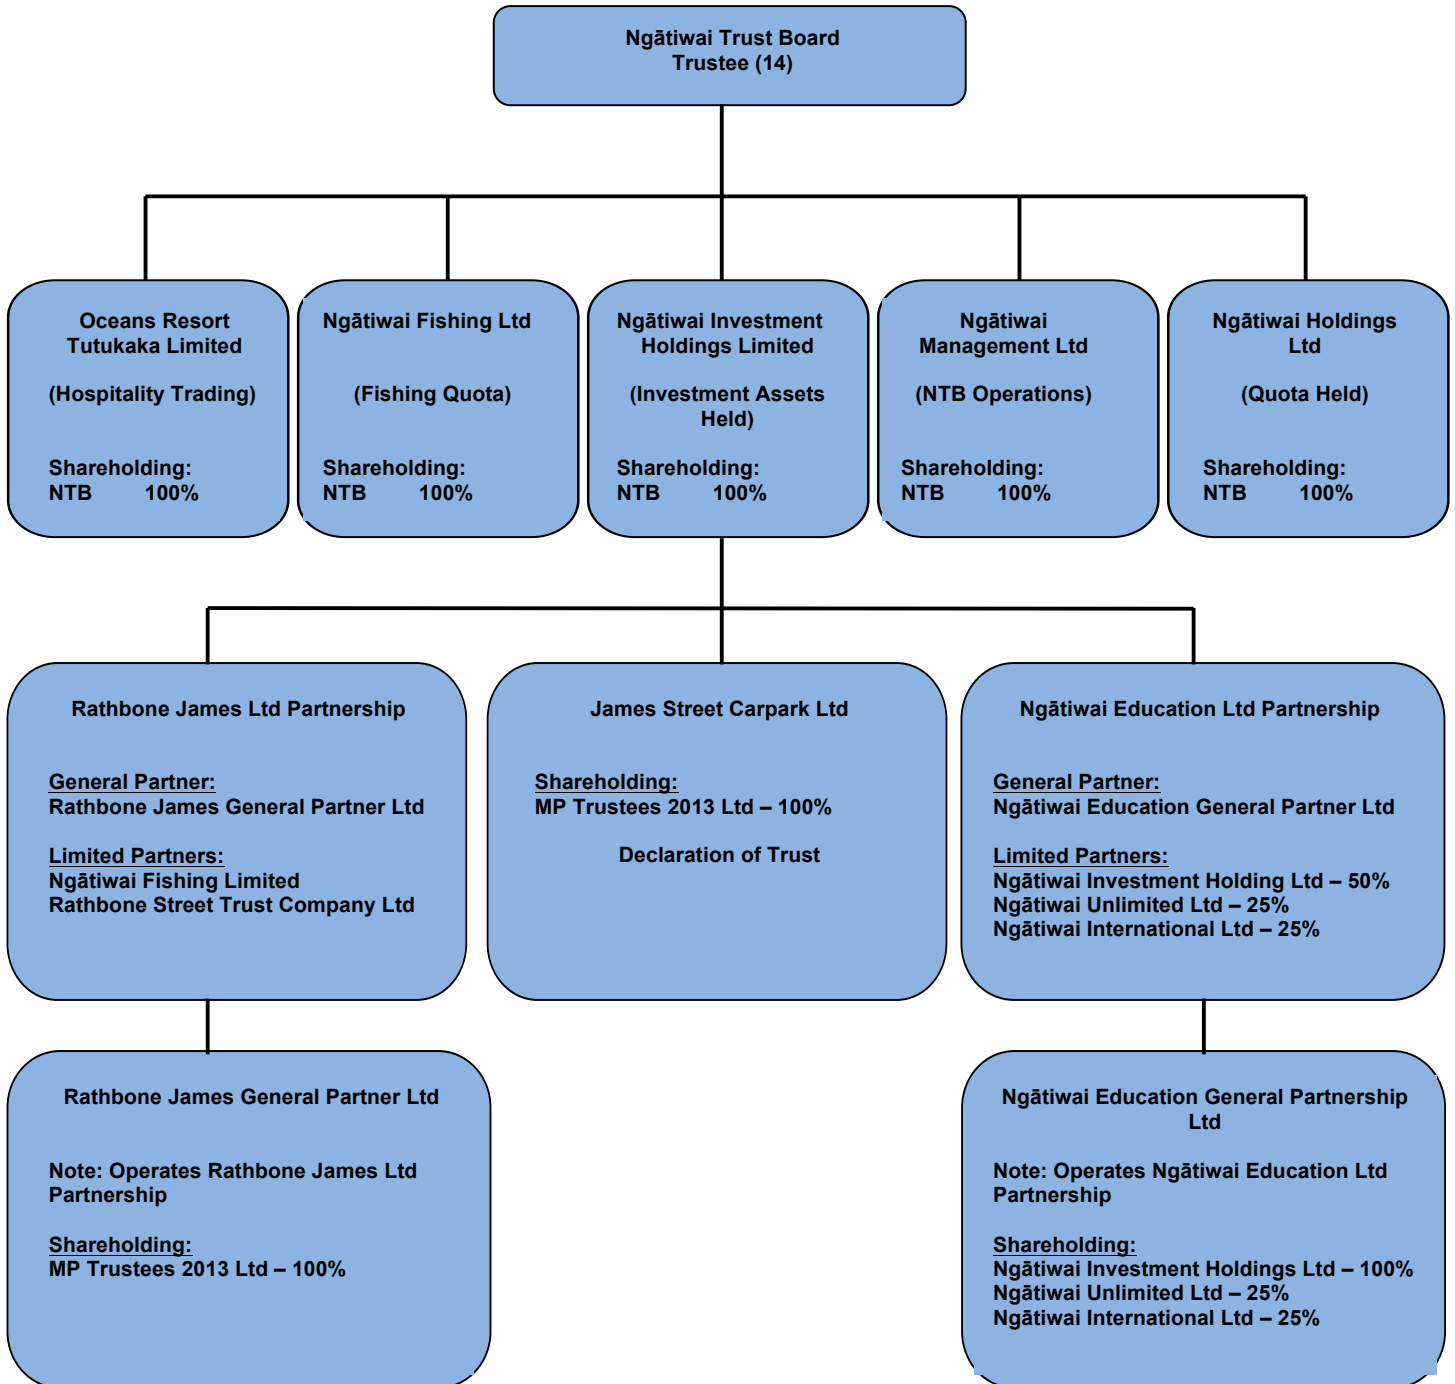 Ngātiwai Trust Board
Trustee (14)
Oceans Resort
Tutukaka Limited
(Hospitality Trading)
Shareholding:
NTB 100%
Ngātiwai Fishing Ltd
(Fishing Quota)
Shareholding:
NTB 100%
Ngātiwai Investment
Holdings Limited
(Investment Assets
Held)
Shareholding:
NTB 100%
Ngātiwai
Management Ltd
(NTB Operations)
Shareholding:
NTB 100%
Ngātiwai Holdings
Ltd
(Quota Held)
Shareholding:
NTB 100%
Rathbone James Ltd Partnership
General Partner:
Rathbone James General Partner Ltd
Limited Partners:
Ngātiwai Fishing Limited
Rathbone Street Trust Company Ltd
James Street Carpark Ltd
Shareholding:
MP Trustees 2013 Ltd – 100%
Declaration of Trust
Ngātiwai Education Ltd Partnership
General Partner:
Ngātiwai Education General Partner Ltd
Limited Partners:
Ngātiwai Investment Holding Ltd – 50%
Ngātiwai Unlimited Ltd – 25%
Ngātiwai International Ltd – 25%
Rathbone James General Partner Ltd
Note: Operates Rathbone James Ltd
Partnership
Shareholding:
MP Trustees 2013 Ltd – 100%
Ngātiwai Education General Partnership
Ltd
Note: Operates Ngātiwai Education Ltd
Partnership
Shareholding:
Ngātiwai Investment Holdings Ltd – 100%
Ngātiwai Unlimited Ltd – 25%
Ngātiwai International Ltd – 25%